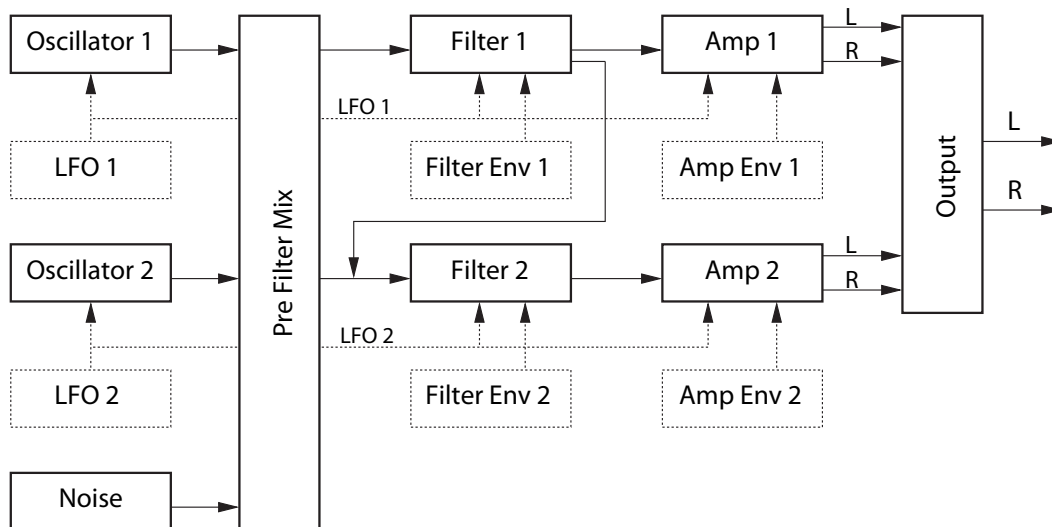 Oscillator 1
Filter 1
Amp 1
L
R
LFO 1
LFO 1
Filter Env 1
Amp Env 1
Pre Filter Mix
Output
L
R
Oscillator 2
Filter 2
Amp 2
L
R
LFO 2
LFO 2
Filter Env 2
Amp Env 2
Noise